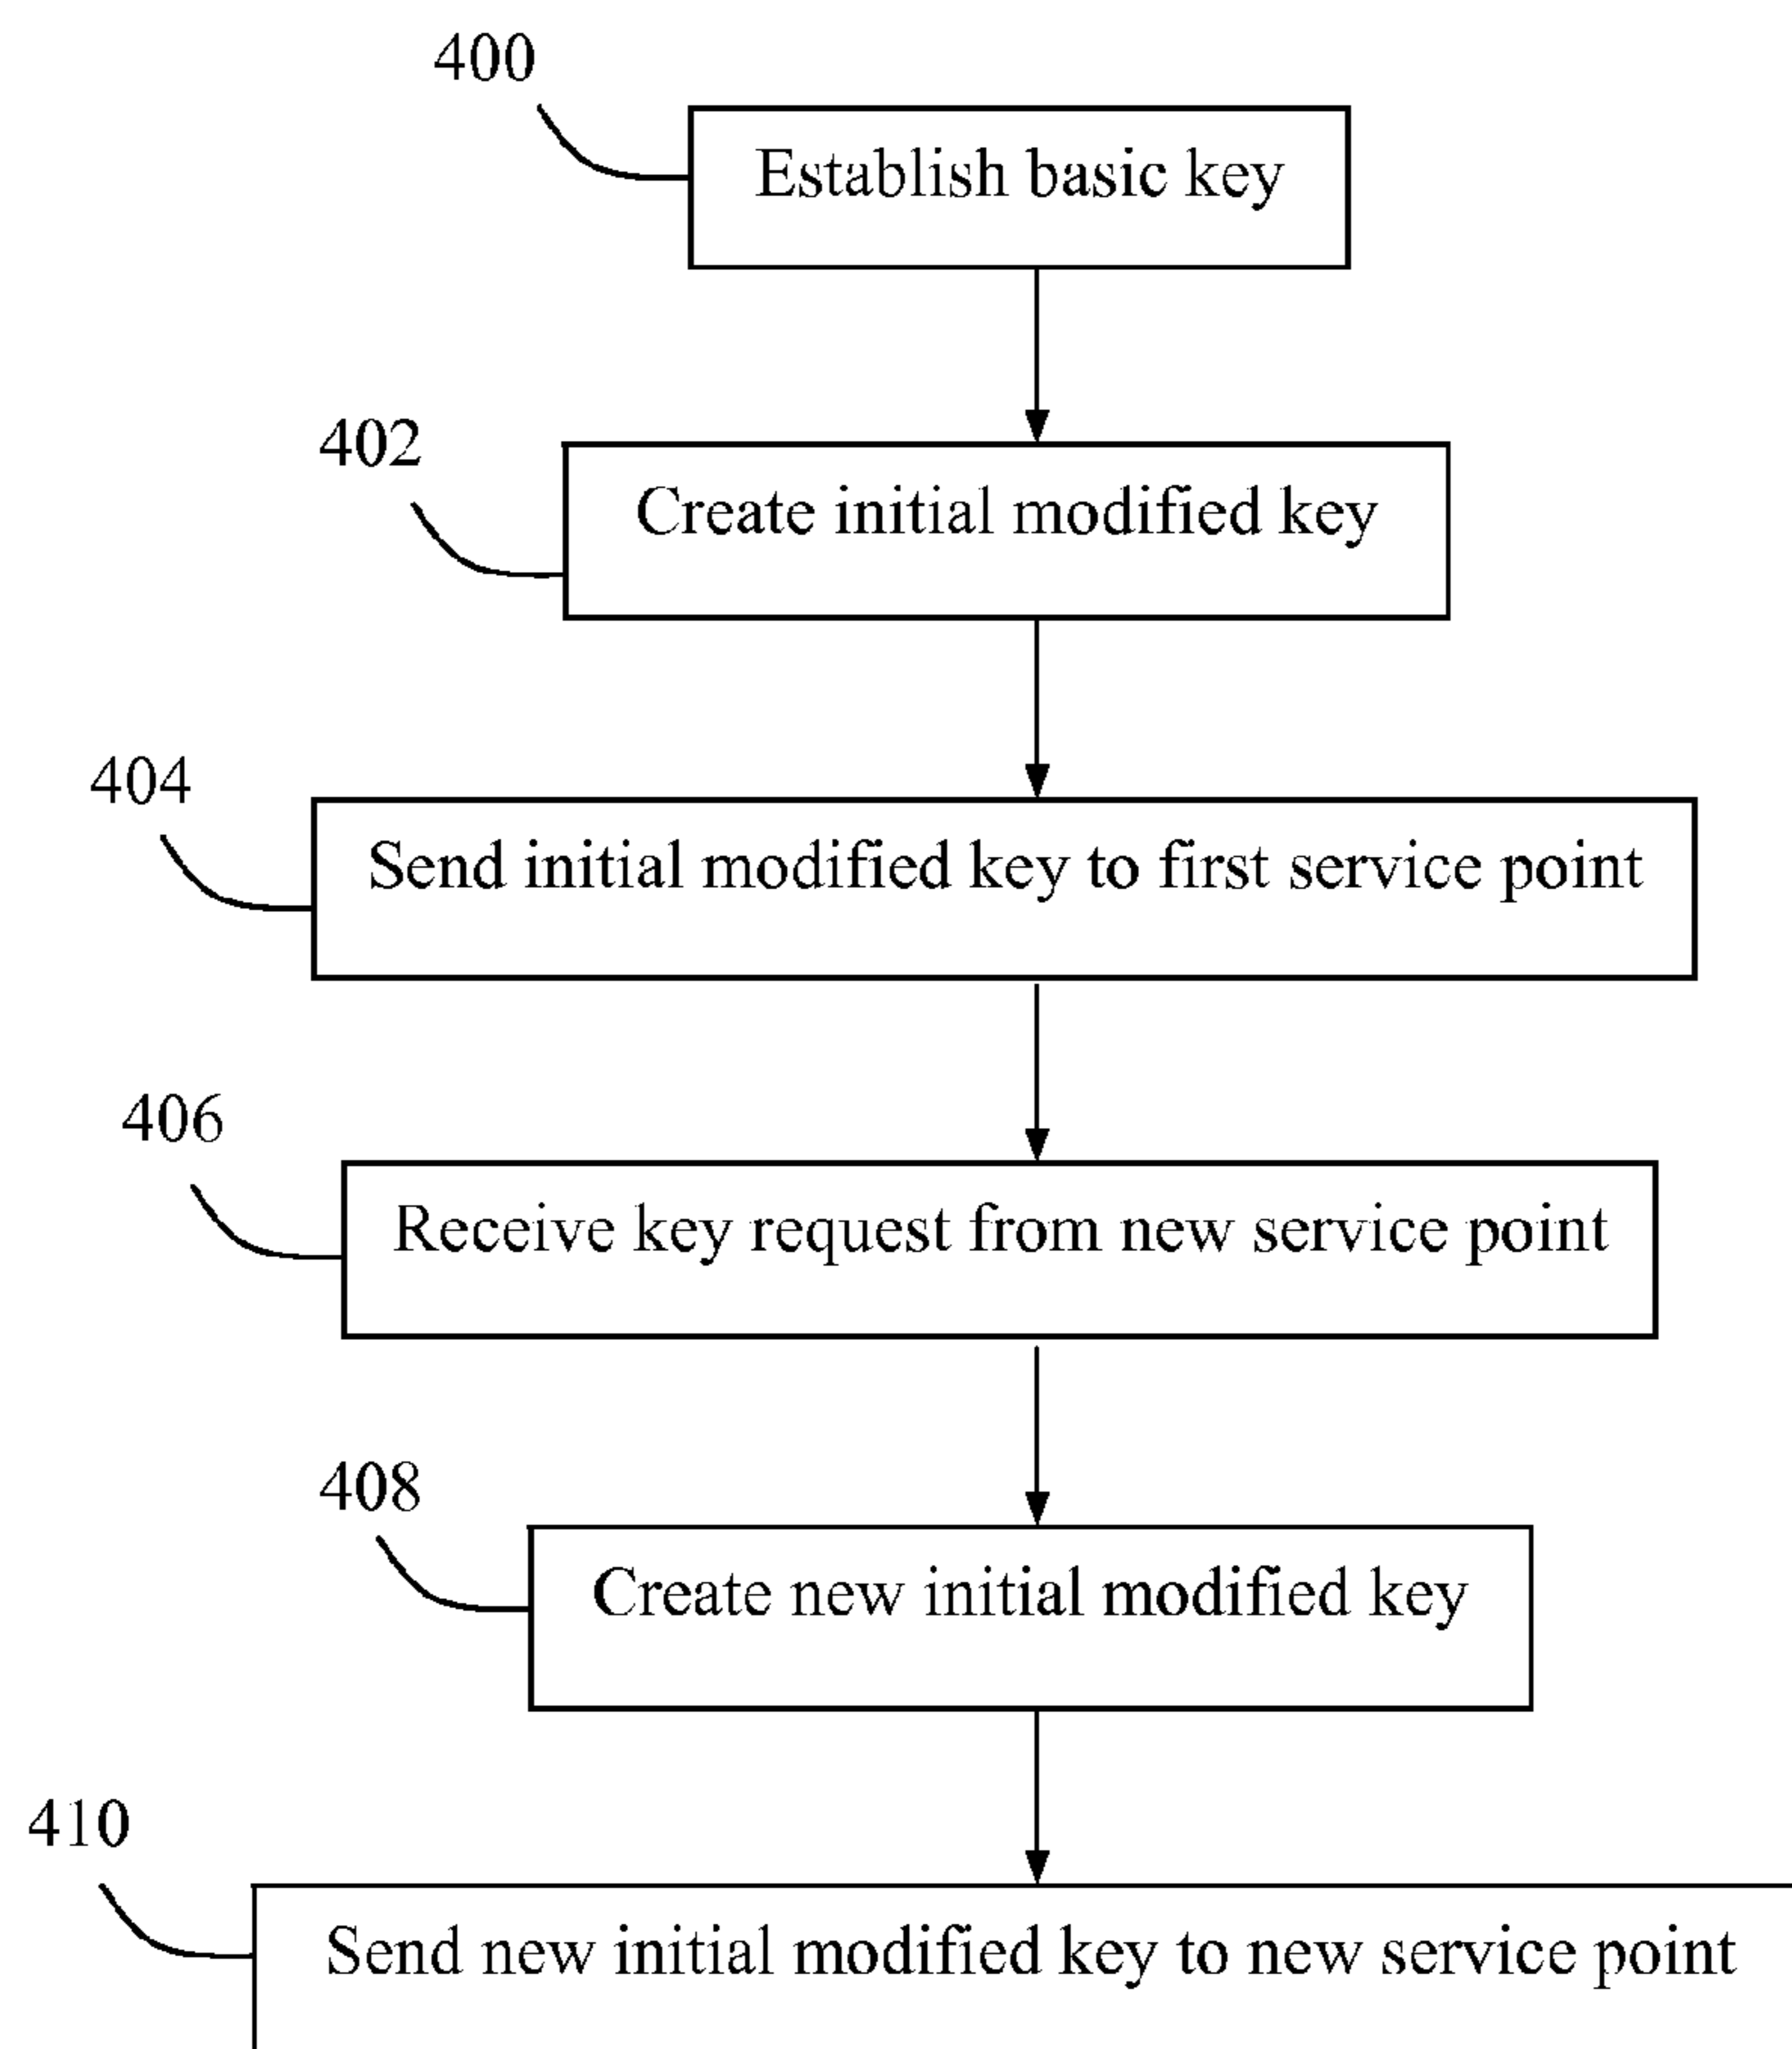 400
Establish basic key
402
Create initial modified key
404
Send initial modified key to first service point
406
Receive key request from new service point
408
Create new initial modified key
410
Send new initial modified key to new service point